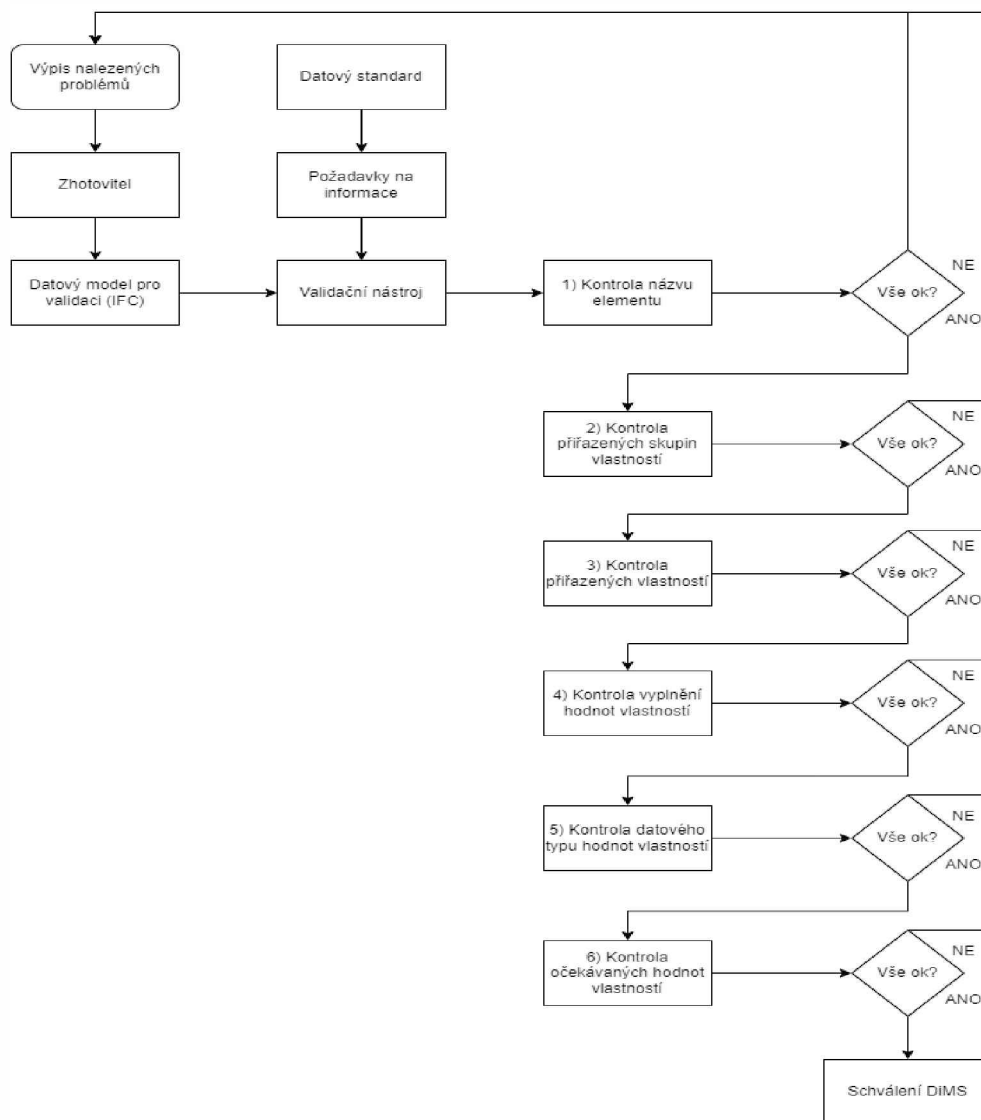 Výpis nalezených
problémů
Datový standard
Zhotovitel
Požadavky na
informace
Datový model pro
validaci (IFC)
Validační nástroj
1) Kontrola názvu
elementu
Vše ok?
NE
ANO
2) Kontrola
přiřazených skupin
vlastností
Vše ok?
NE
ANO
3) Kontrola
přiřazených vlastností
Vše ok?
NE
ANO
4) Kontrola vyplnění
hodnot vlastností
Vše ok?
NE
ANO
5) Kontrola datového
typu hodnot vlastností
Vše ok?
NE
ANO
6) Kontrola
očekávaných hodnot
vlastností
Vše ok?
NE
ANO
Schválení DiMS